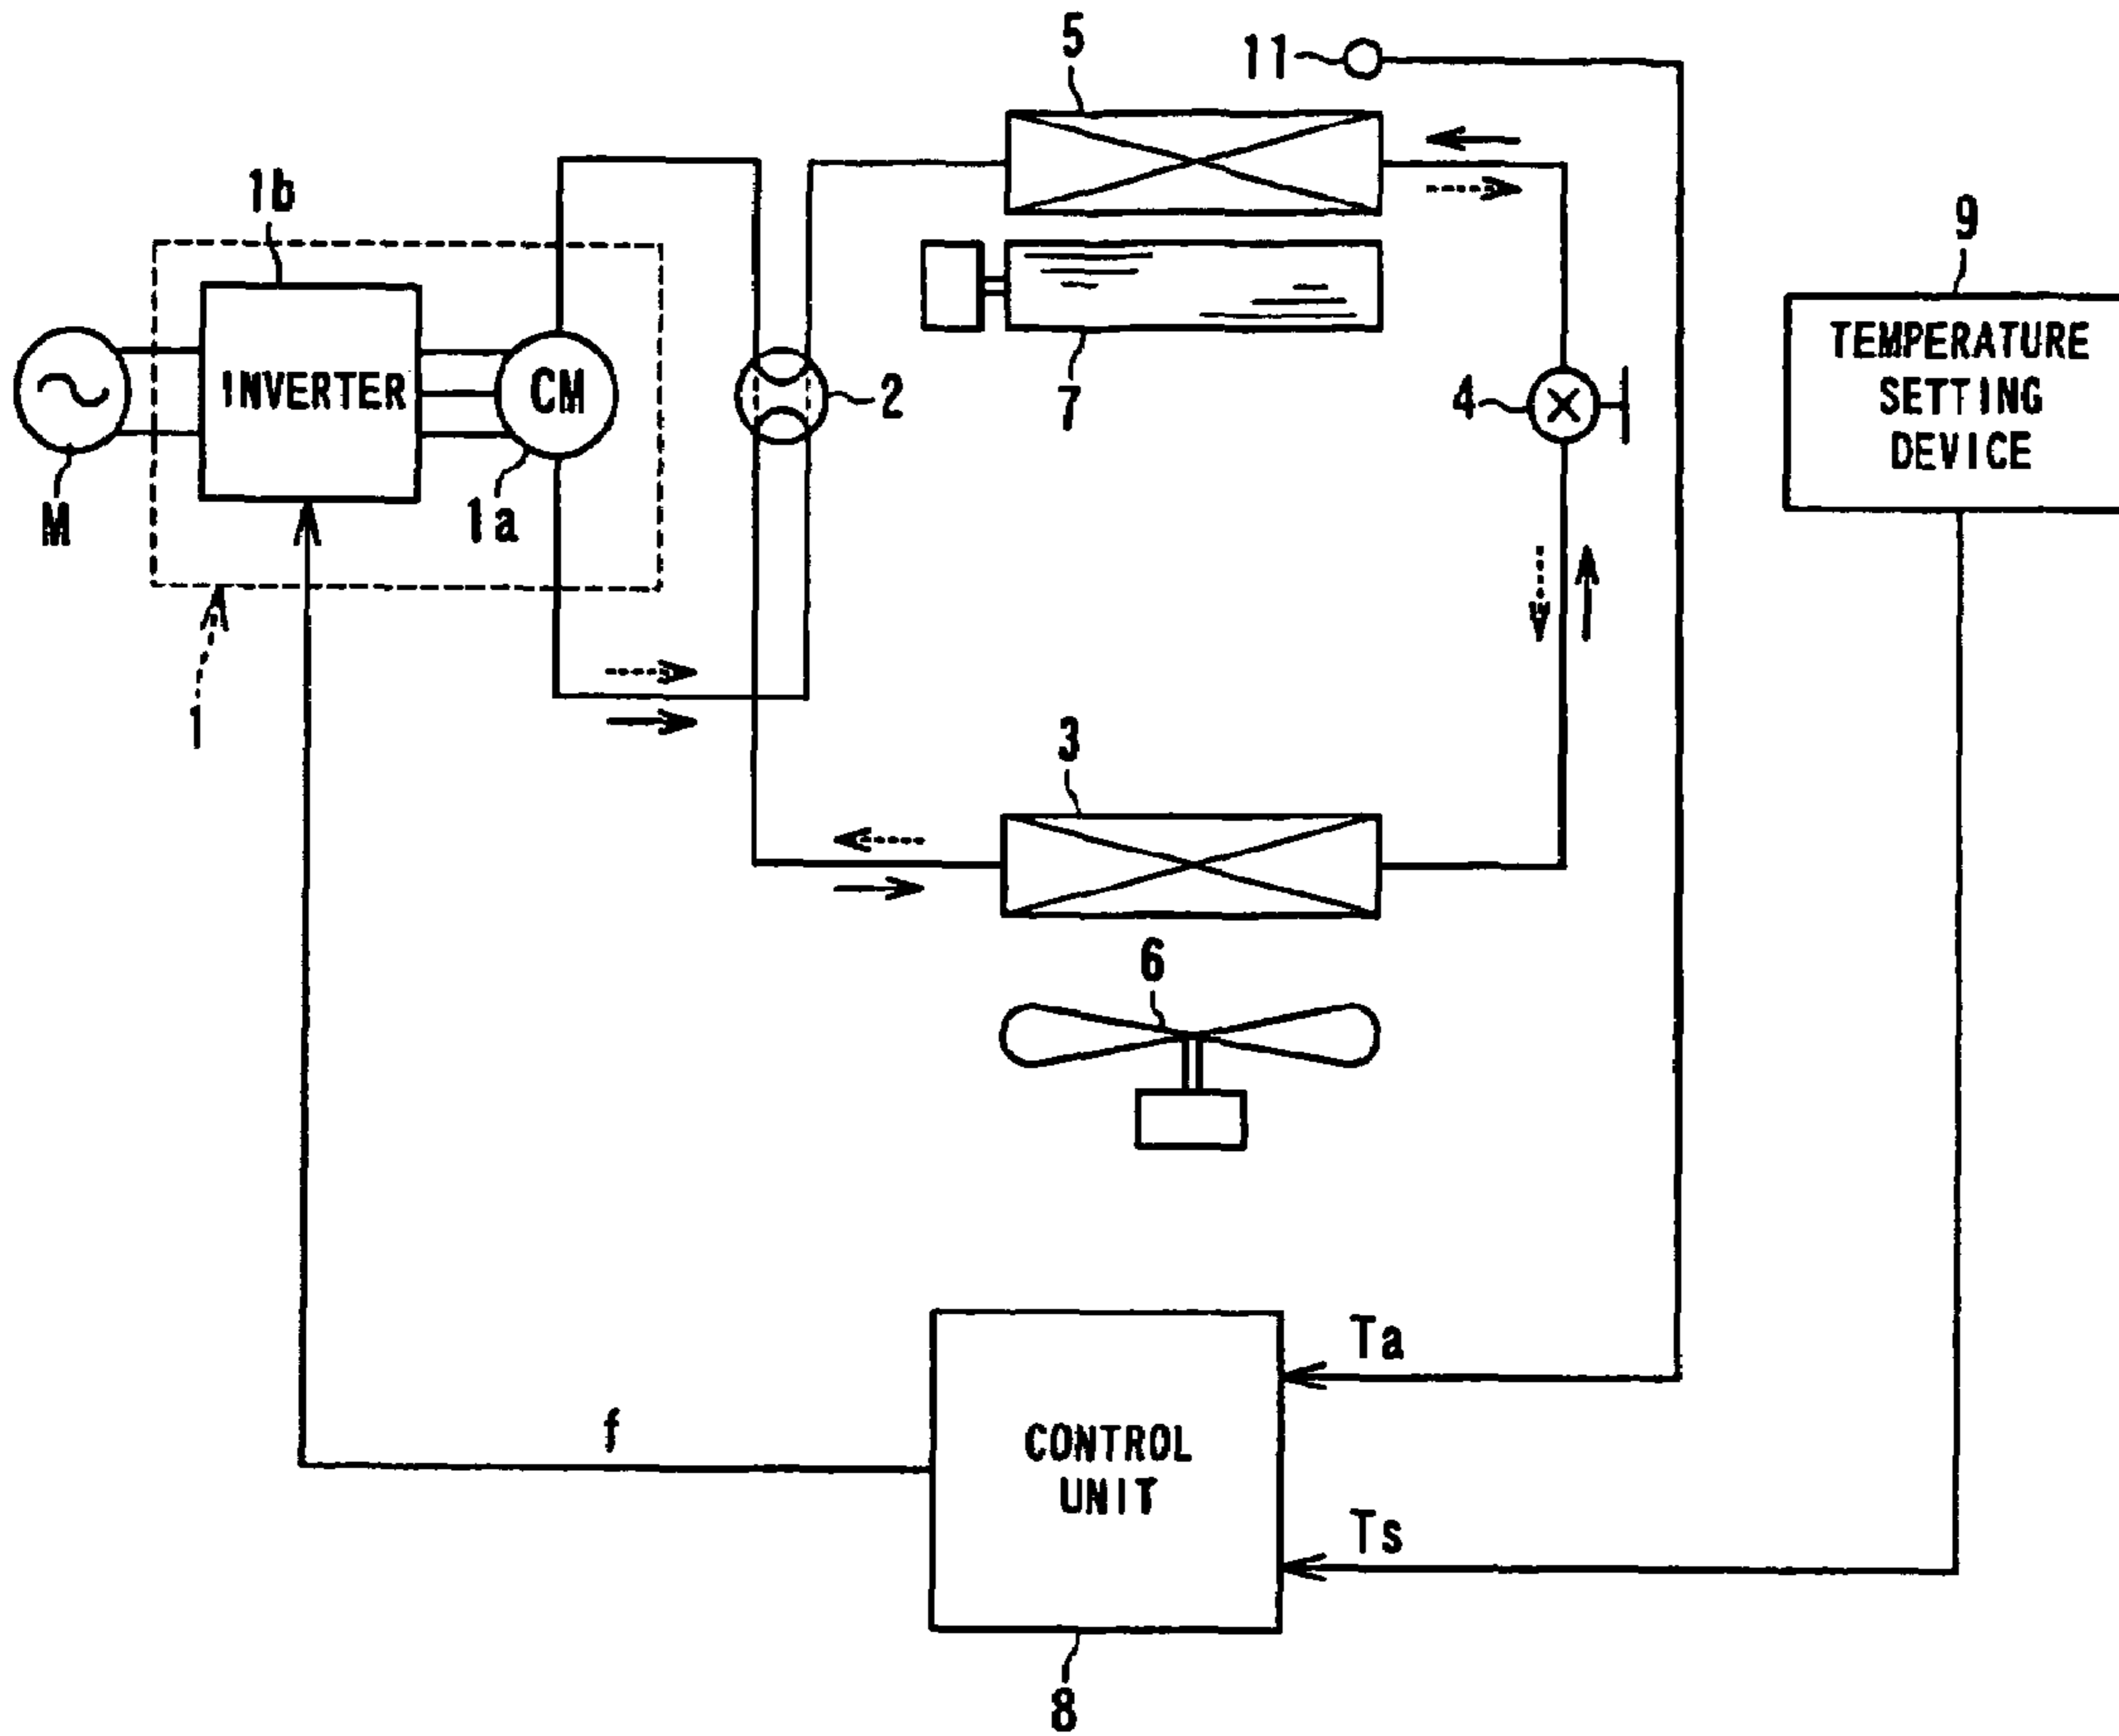 5
11
1b
9
TEMPERATURE
SETTING
DEVICE
INVERTER
CM
2
7
4
M
1a
1
3
6
Ta
f
CONTROL
UNIT
Ts
8